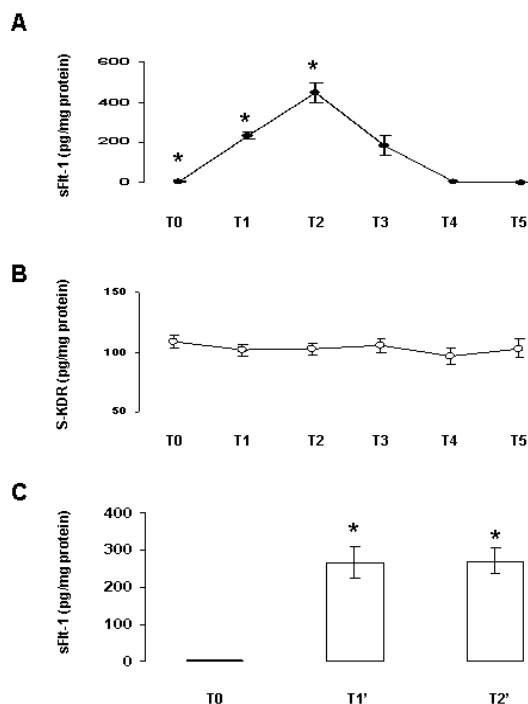 A
sFlt-1 (pg/mg protein)
600
400
200
0
*
*
*
T0 T1 T2 T3 T4 T5
B
S-KDR (pg/mg protein)
150
100
50
T0 T1 T2 T3 T4 T5
C
sFlt-1 (pg/mg protein)
400
300
200
100
0
*
*
T0 T1' T2'